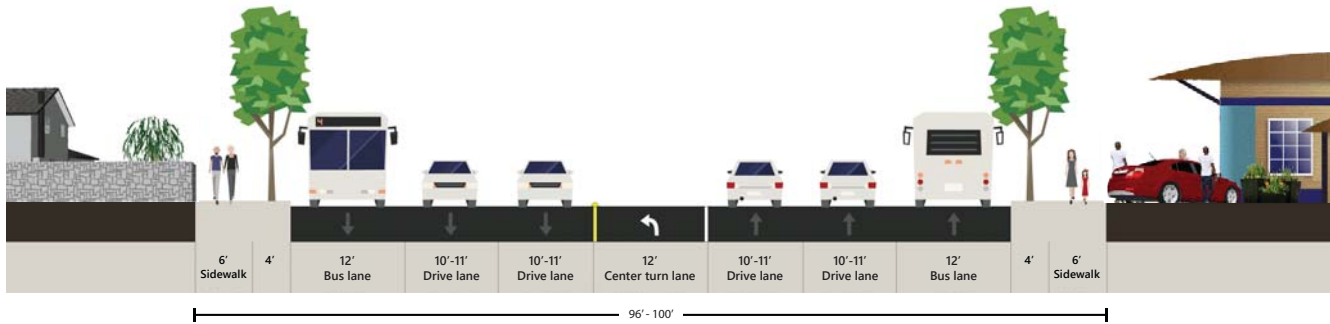 4
6'
Sidewalk
4'
12'
Bus lane
10'-11'
Drive lane
10'-11'
Drive lane
12'
Center turn lane
10'-11'
Drive lane
10'-11'
Drive lane
12'
Bus lane
4'
6'
Sidewalk
96' - 100'